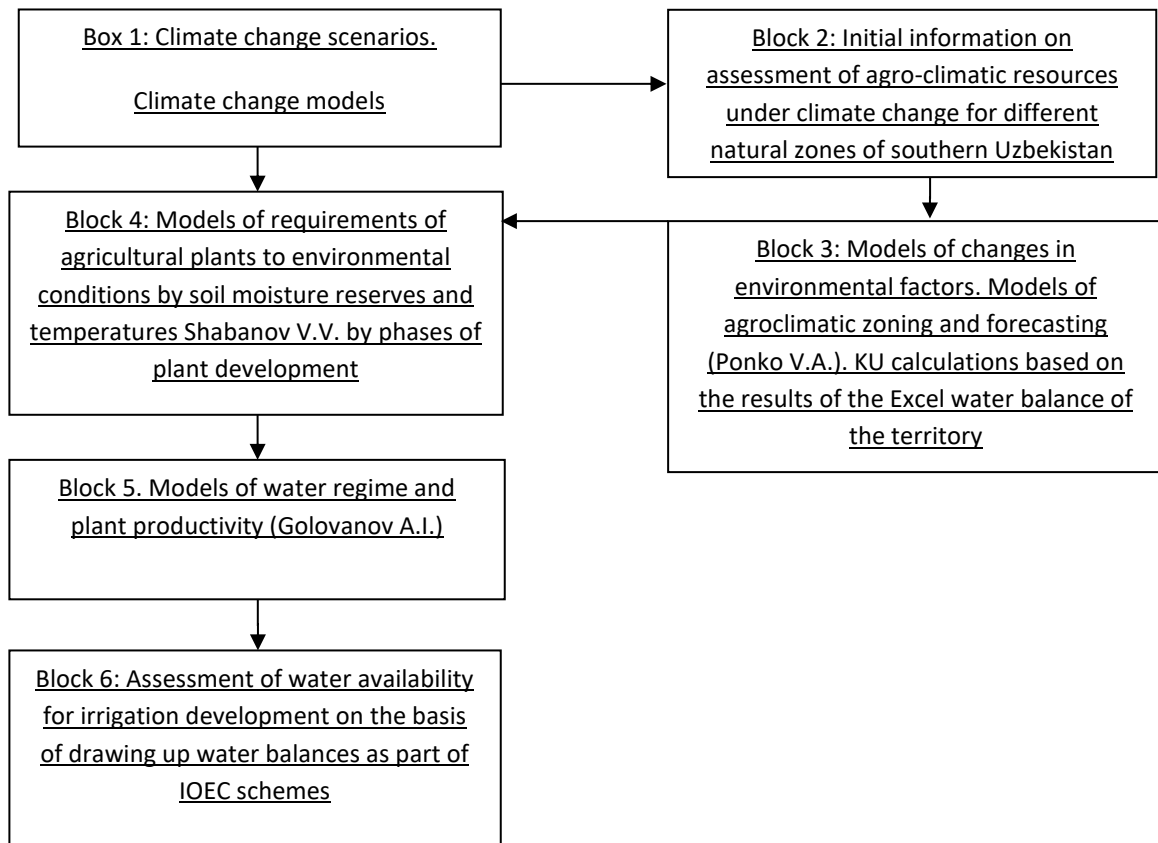 Box 1: Climate change scenarios.
Climate change models
Block 2: Initial information on
assessment of agro-climatic resources
under climate change for different
natural zones of southern Uzbekistan
Block 4: Models of requirements of
agricultural plants to environmental
conditions by soil moisture reserves and
temperatures Shabanov V.V. by phases of
plant development
Block 3: Models of changes in
environmental factors. Models of
agroclimatic zoning and forecasting
(Ponko V.A.). KU calculations based on
the results of the Excel water balance of
the territory
Block 5. Models of water regime and
plant productivity (Golovanov A.I.)
Block 6: Assessment of water availability
for irrigation development on the basis
of drawing up water balances as part of
IOEC schemes